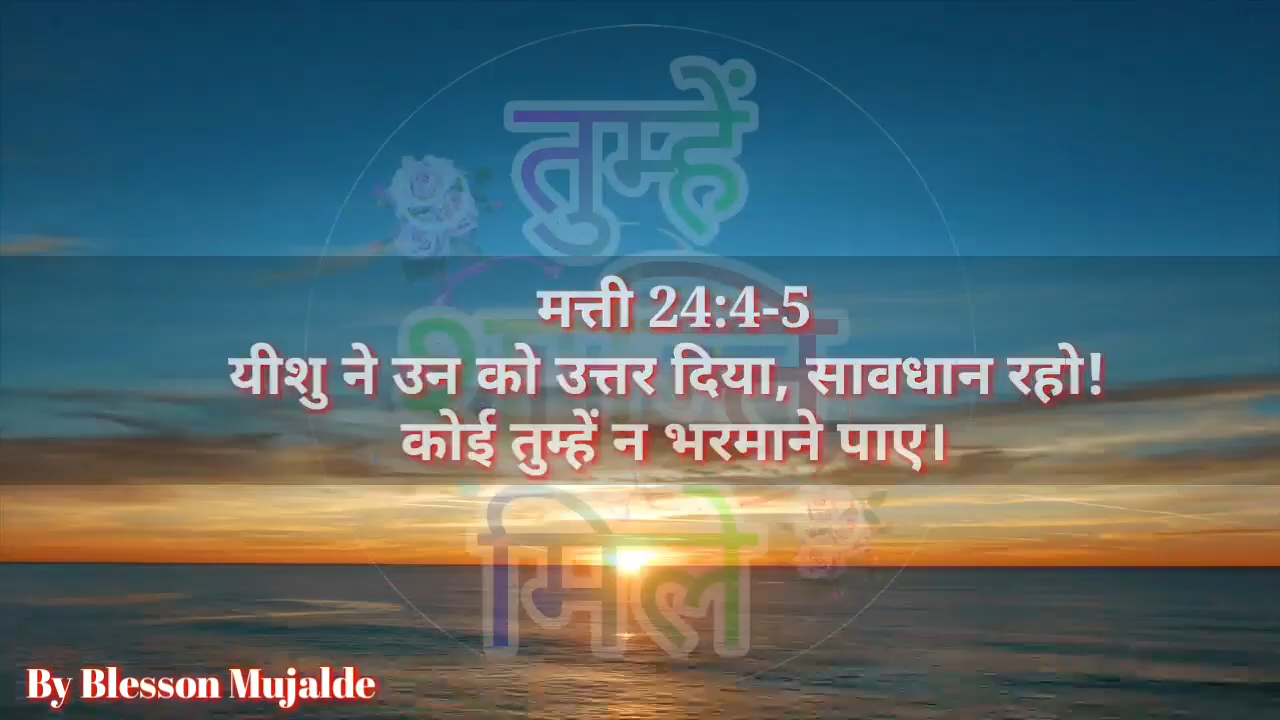 तुम्हें
शान्ति
मत्ती 24:4-5
यीशु ने उन को उत्तर दिया, सावधान रहो!
कोई तुम्हें न भरमाने पाए।
मिले
By Blesson Mujalde